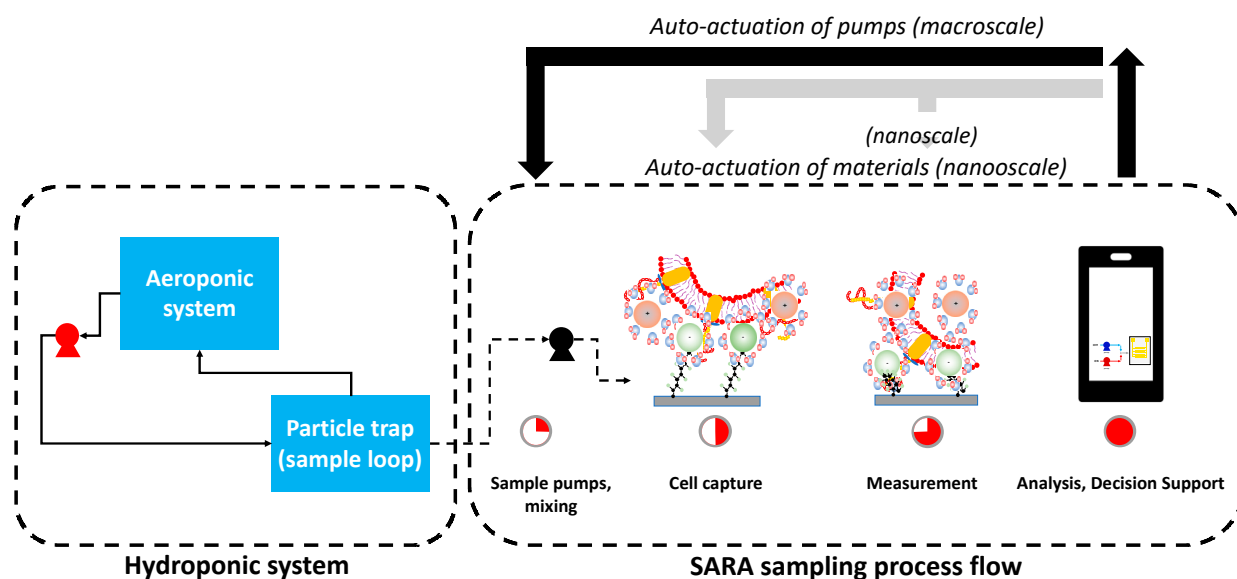 Auto-actuation of pumps (macroscale)
(nanoscale)
Auto-actuation of materials (nanooscale)
Aeroponic
system
Particle trap
(sample loop)
Sample pumps,
mixing
Cell capture
Measurement
Analysis, Decision Support
Hydroponic system
SARA sampling process flow